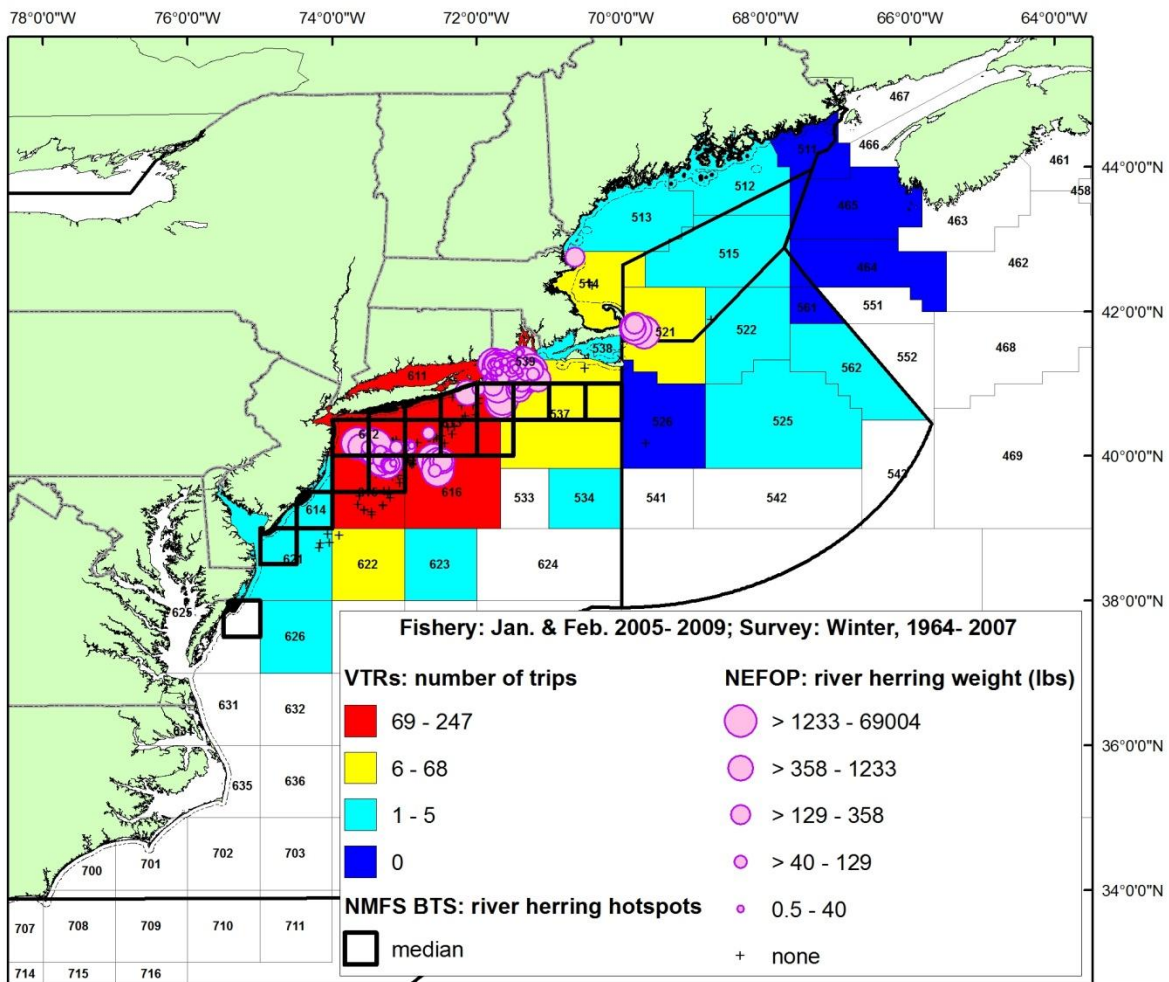 78°0'0"W 76°0'0"W 74°0'0"W 72°0'0"W 70°0'0"W 68°0'0"W 66°0'0"W 64°0'0"W
467
511
466
461
44°0'0"N
512
458
465
463
513
515
462
464
514
551
561
42°0'0"N
521
522
538
552
468
539
562
611
537
525
612
526
40°0'0"N
469
616
543
533
534
541
542
614
621
622
623
624
38°0'0"N
625
626
631
632
36°0'0"N
635
636
700
701
702
703
34°0'0"N
707
708
709
710
711
714
715
716
Fishery: Jan. & Feb. 2005- 2009; Survey: Winter, 1964- 2007
VTRs: number of trips
69 - 247
6 - 68
1 - 5
0
NMFS BTS: river herring hotspots
median
NEFOP: river herring weight (lbs)
> 1233 - 69004
> 358 - 1233
> 129 - 358
> 40 - 129
0.5 - 40
none